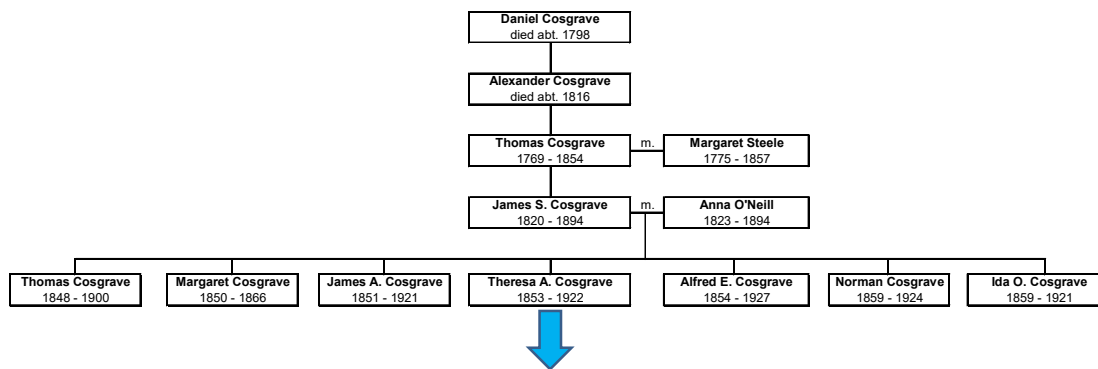 Daniel Cosgrave
died abt. 1798
Alexander Cosgrave
died abt. 1816
Thomas Cosgrave
1769 - 1854
m.
Margaret Steele
1775 - 1857
James S. Cosgrave
1820 - 1894
m.
Anna O'Neill
1823 - 1894
Thomas Cosgrave
1848 - 1900
Margaret Cosgrave
1850 - 1866
James A. Cosgrave
1851 - 1921
Theresa A. Cosgrave
1853 - 1922
Alfred E. Cosgrave
1854 - 1927
Norman Cosgrave
1859 - 1924
Ida O. Cosgrave
1859 - 1921